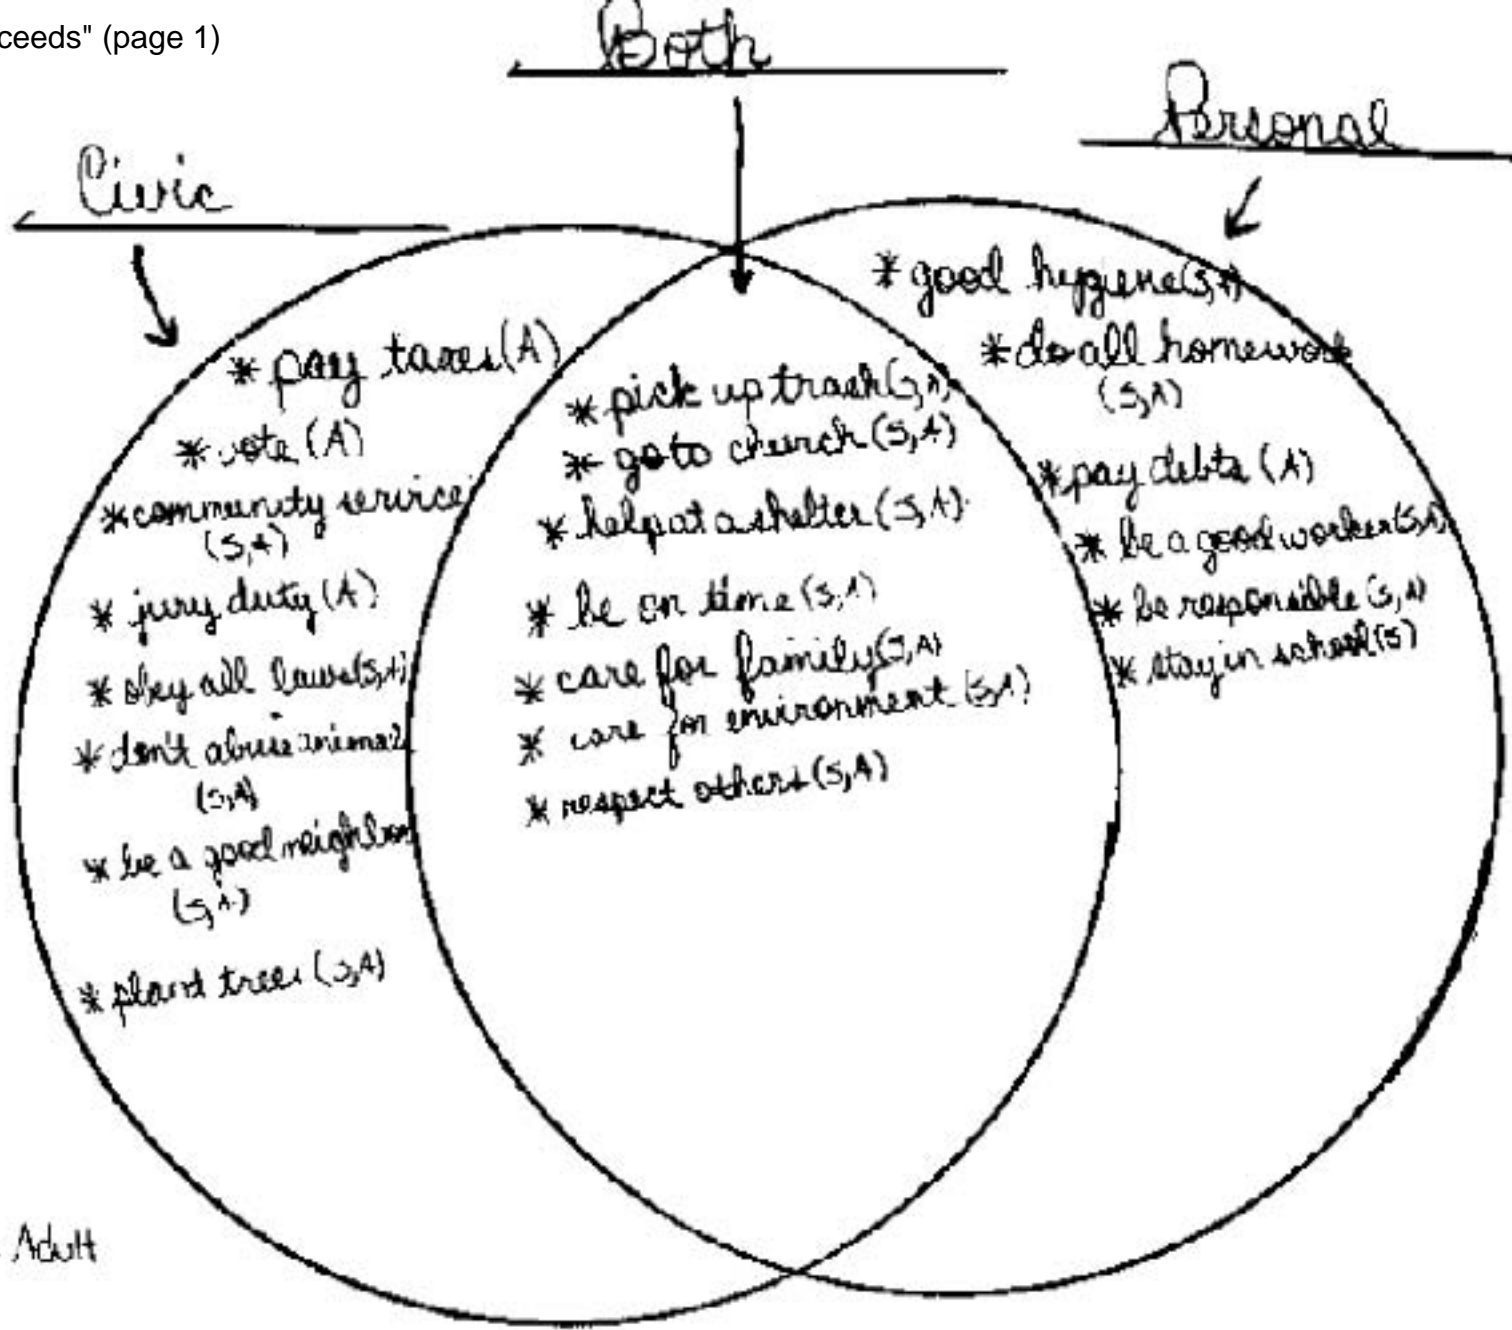 ceeds" (page 1)
Both
Personal
Civic
* pay taxes (A)
* vote (A)
* community service
(S,A)
* jury duty (A)
* obey all laws (S,A)
* don't abuse animals
(S,A)
* be a good neighbor
(S,A)
* plant trees (S,A)
* pick up trash (S,A)
* go to church (S,A)
* help at a shelter (S,A)
* be on time (S,A)
* care for family (S,A)
* care for environment (S,A)
* respect others (S,A)
* good hygiene (S,A)
* do all homework
(S,A)
* pay debts (A)
* be a good worker (S,A)
* be responsible (S,A)
* stay in school (S)
Adult